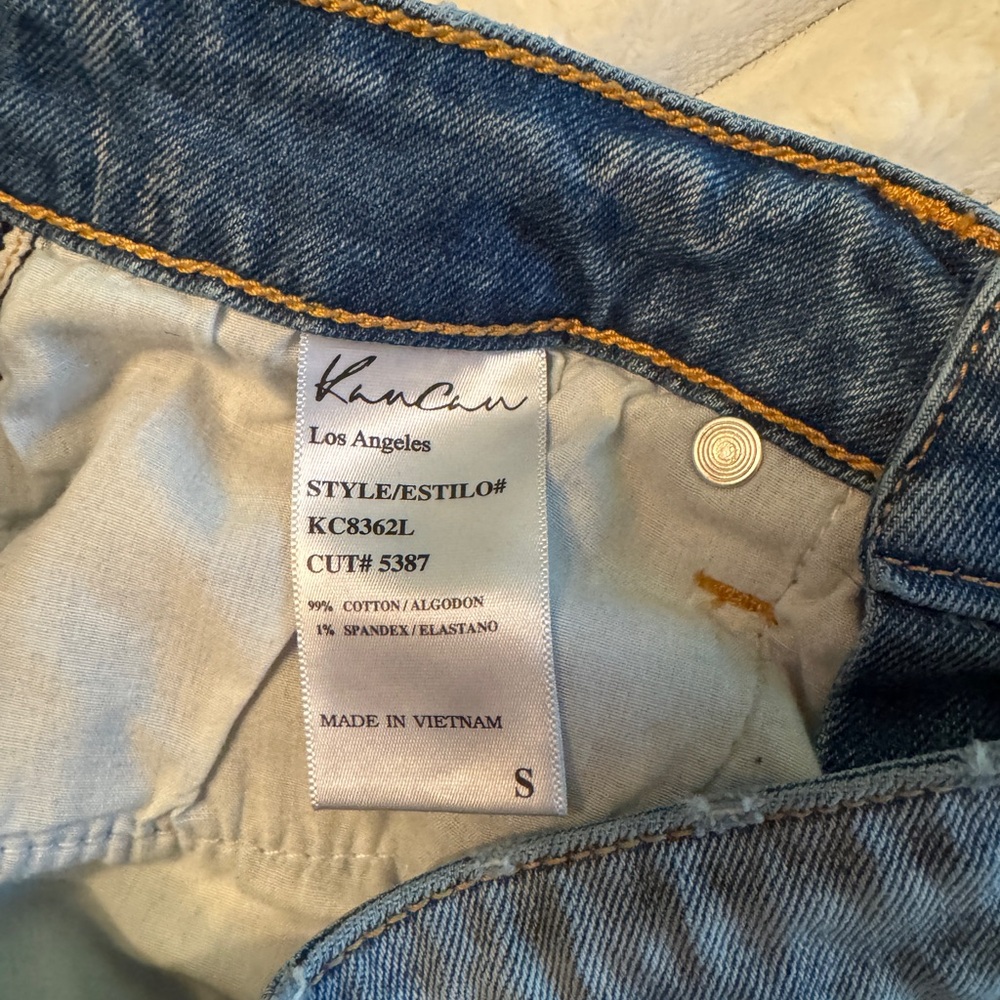 KanCan
Los Angeles
STYLE/ESTILO#
KC8362L
CUT# 5387
99% COTTON/ALGODON
1% SPANDEX/ELASTANO
MADE IN VIETNAM
S